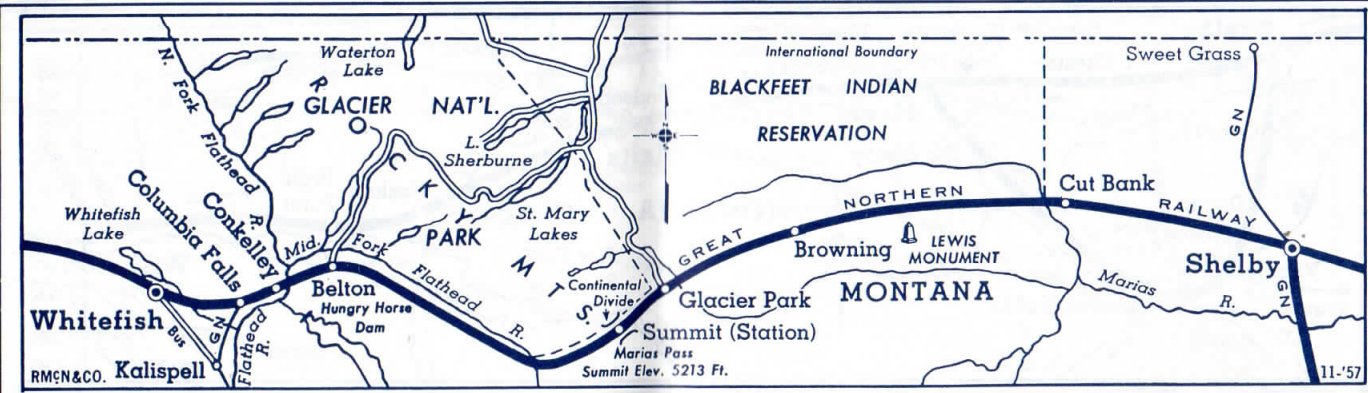 International Boundary
Sweet Grass
Waterton
Lake
N. Fork Flathead R.
GLACIER NAT'L.
PARK
ROCKY MTS.
BLACKFEET INDIAN
RESERVATION
L.
Sherburne
W E
GN
Columbia Falls
Conkelley
Whitefish
Lake
St. Mary
Lakes
Mid. Fork Flathead R.
Cut Bank
GREAT NORTHERN RAILWAY
Browning
LEWIS
MONUMENT
Shelby
Belton
Hungry Horse
Dam
Continental
Divide
Glacier Park
MONTANA
Marias R.
GN
Whitefish
Bus
GN
Flathead R.
Summit (Station)
Marias Pass
Summit Elev. 5213 Ft.
Kalispell
RMCN&CO.
11-'57